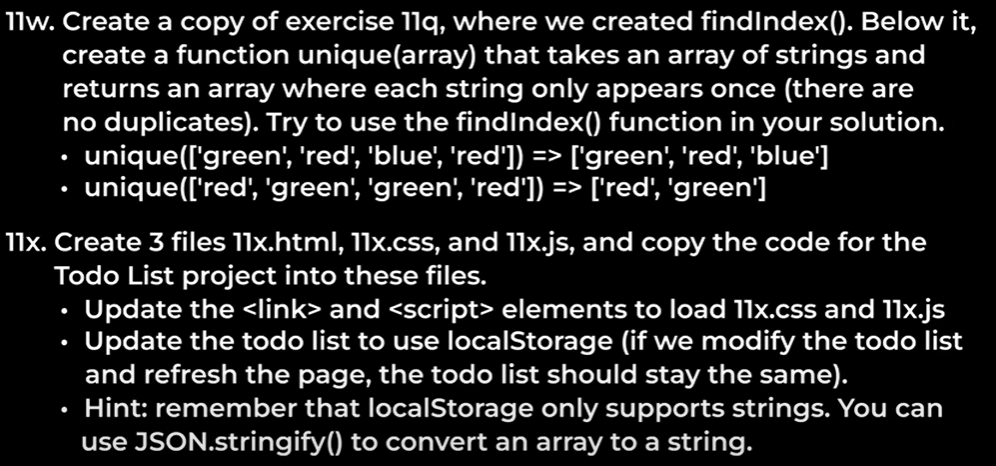 11w. Create a copy of exercise 11q, where we created findIndex(). Below it,
create a function unique(array) that takes an array of strings and
returns an array where each string only appears once (there are
no duplicates). Try to use the findIndex() function in your solution.
• unique(['green', 'red', 'blue', 'red']) => ['green', 'red', 'blue']
• unique(['red', 'green', 'green', 'red']) => ['red', 'green']
11x. Create 3 files 11x.html, 11x.css, and 11x.js, and copy the code for the
Todo List project into these files.
• Update the <link> and <script> elements to load 11x.css and 11x.js
• Update the todo list to use localStorage (if we modify the todo list
and refresh the page, the todo list should stay the same).
• Hint: remember that localStorage only supports strings. You can
use JSON.stringify() to convert an array to a string.